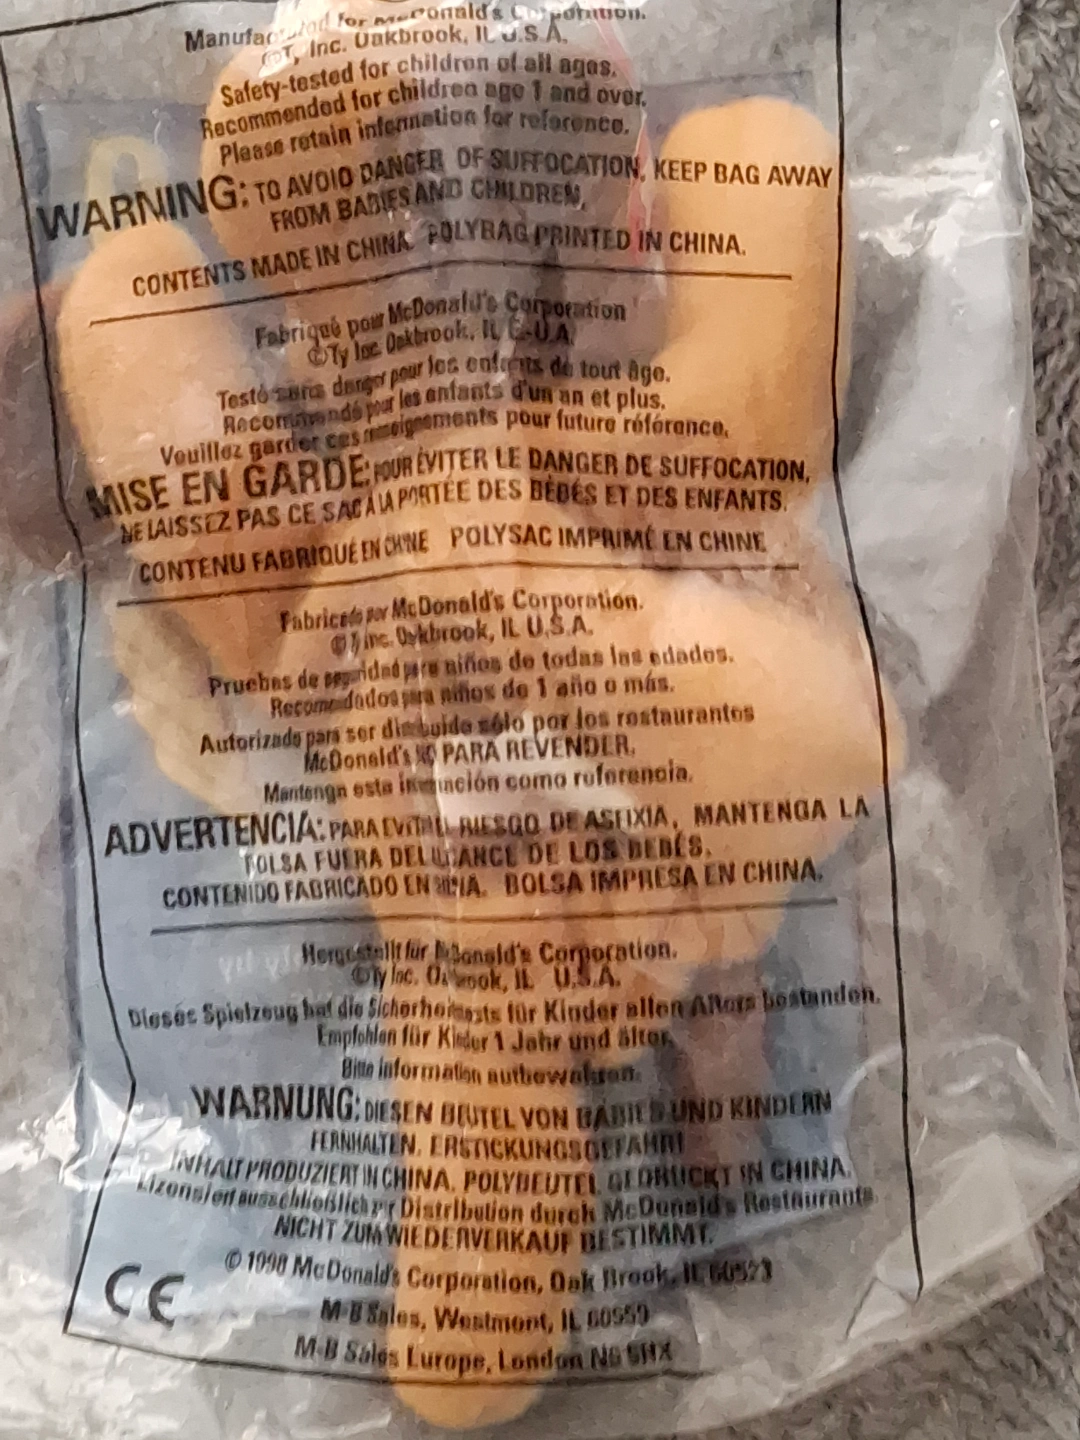 Manufactured for McDonald's Corporation.
©Ty, Inc. Oakbrook, IL U.S.A.
Safety-tested for children of all ages.
Recommended for children age 1 and over.
Please retain information for reference.
WARNING: TO AVOID DANGER OF SUFFOCATION, KEEP BAG AWAY
FROM BABIES AND CHILDREN,
CONTENTS MADE IN CHINA. POLYBAG PRINTED IN CHINA.
Fabriqué pour McDonald's Corporation
©Ty Inc. Oakbrook, IL E-U.A.
Testé sans danger pour les enfants de tout âge.
Recommendé pour les enfants d'un an et plus.
Veuillez garder ces renseignements pour future référence.
MISE EN GARDE: POUR ÉVITER LE DANGER DE SUFFOCATION,
NE LAISSEZ PAS CE SAC À LA PORTÉE DES BÉBÉS ET DES ENFANTS.
CONTENU FABRIQUÉ EN CHINE POLYSAC IMPRIMÉ EN CHINE
Fabricado por McDonald's Corporation.
©Ty Inc. Oakbrook, IL U.S.A.
Pruebas de seguridad para niños de todas las edades.
Recomendados para niños de 1 año o más.
Autorizado para ser distribuido sólo por los restaurantes
McDonald's NO PARA REVENDER.
Mantenga esta información como referencia.
ADVERTENCIA: PARA EVITAR EL RIESGO DE ASFIXIA, MANTENGA LA
BOLSA FUERA DEL ALCANCE DE LOS BEBÉS.
CONTENIDO FABRICADO EN CHINA. BOLSA IMPRESA EN CHINA.
Hergestellt für McDonald's Corporation.
©Ty Inc. Oakbrook, IL U.S.A.
Dieses Spielzeug hat die Sicherheitstests für Kinder allen Alters bestanden.
Empfohlen für Kinder 1 Jahr und älter.
Bitte Information aufbewahren.
WARNUNG: DIESEN BEUTEL VON BABIES UND KINDERN
FERNHALTEN. ERSTICKUNGSGEFAHR!
INHALT PRODUZIERT IN CHINA. POLYBEUTEL GEDRUCKT IN CHINA.
Lizensiert ausschließlich zur Distribution durch McDonald's Restaurants
NICHT ZUM WIEDERVERKAUF BESTIMMT.
© 1998 McDonald's Corporation, Oak Brook, IL 60523
CE
M-B Sales, Westmont, IL 60559
M-B Sales Europe, London N6 5HX